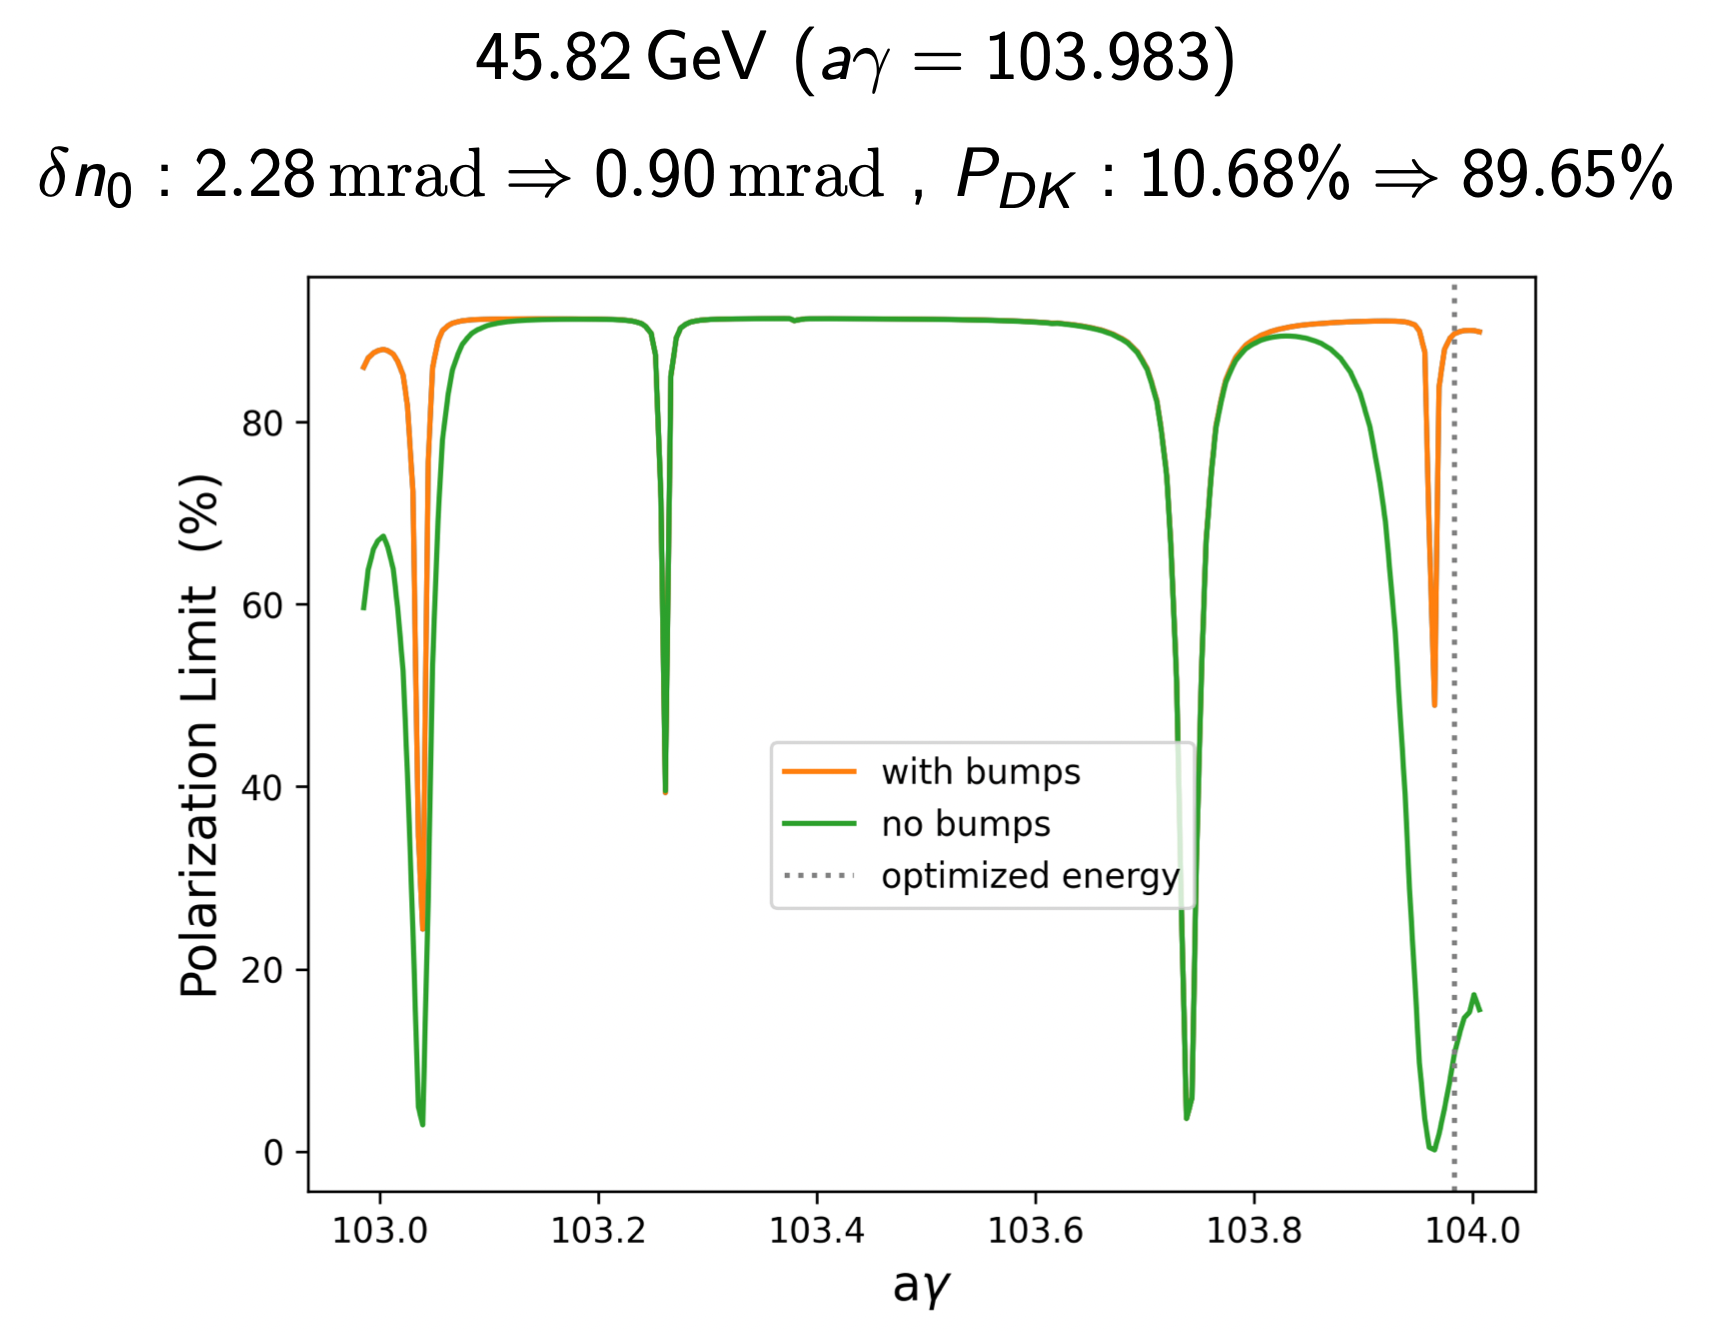 45.82 GeV (aγ = 103.983)
δn₀ : 2.28 mrad ⇒ 0.90 mrad , P_DK : 10.68% ⇒ 89.65%
Polarization Limit (%)
80
60
40
20
0
with bumps
no bumps
optimized energy
103.0 103.2 103.4 103.6 103.8 104.0
aγ